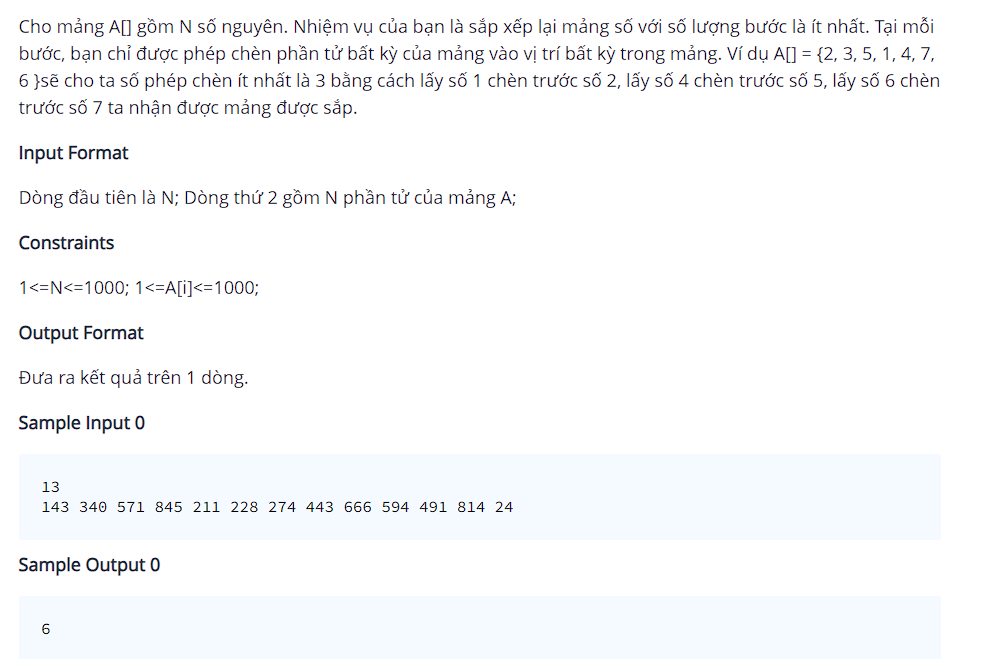 Cho mảng A[] gồm N số nguyên. Nhiệm vụ của bạn là sắp xếp lại mảng số với số lượng bước là ít nhất. Tại mỗi
bước, bạn chỉ được phép chèn phần tử bất kỳ của mảng vào vị trí bất kỳ trong mảng. Ví dụ A[] = {2, 3, 5, 1, 4, 7,
6 }sẽ cho ta số phép chèn ít nhất là 3 bằng cách lấy số 1 chèn trước số 2, lấy số 4 chèn trước số 5, lấy số 6 chèn
trước số 7 ta nhận được mảng được sắp.
Input Format
Dòng đầu tiên là N; Dòng thứ 2 gồm N phần tử của mảng A;
Constraints
1<=N<=1000; 1<=A[i]<=1000;
Output Format
Đưa ra kết quả trên 1 dòng.
Sample Input 0
13
143 340 571 845 211 228 274 443 666 594 491 814 24
Sample Output 0
6